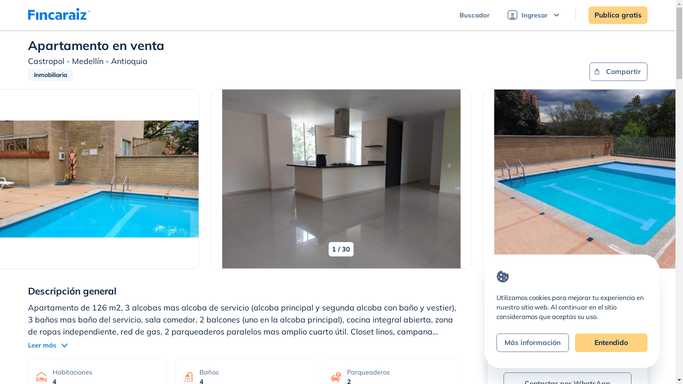 Fincaraiz
Buscador
Ingresar
Publica gratis
Apartamento en venta
Castropol - Medellín - Antioquia
Inmobiliaria
Compartir
1 / 30
Descripción general
Apartamento de 126 m2, 3 alcobas mas alcoba de servicio (alcoba principal y segunda alcoba con baño y vestier),
3 baños mas baño del servicio, sala comedor, 2 balcones (uno en la alcoba principal), cocina integral abierta, zona
de ropas independiente, red de gas, 2 parqueaderos paralelos mas amplio cuarto útil. Closet linos, campana...
Leer más
Habitaciones
4
Baños
4
Parqueaderos
2
Utilizamos cookies para mejorar tu experiencia en
nuestro sitio web. Al continuar en el sitio
consideramos que aceptas su uso.
Más información
Entendido
Contactar por WhatsApp